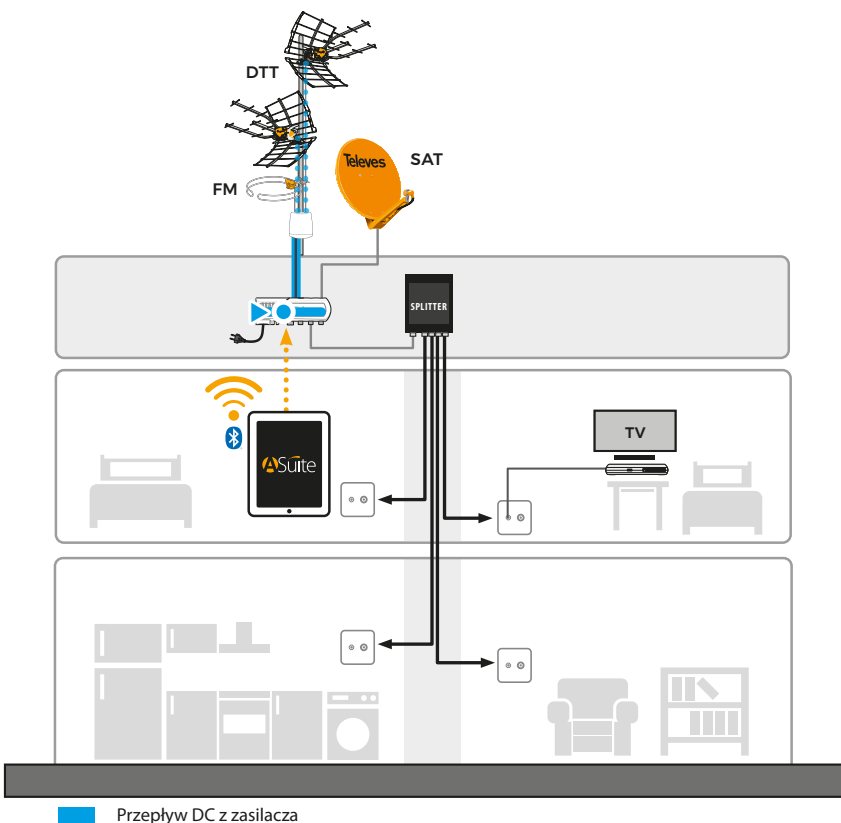 DTT
Televes
SAT
FM
SPLITTER
TV
ASuite
Przepływ DC z zasilacza